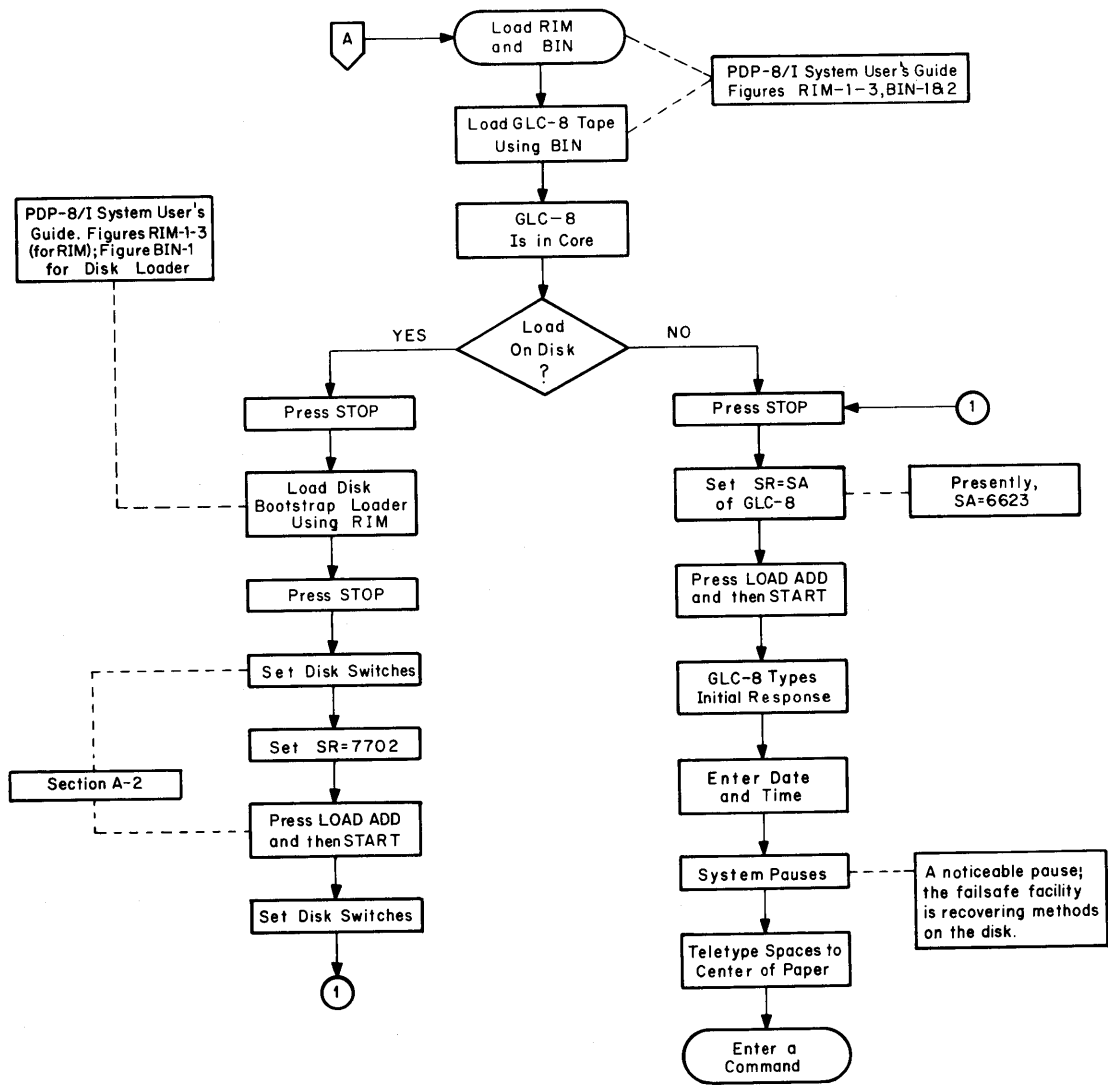 A
Load RIM
and BIN
PDP-8/I System User's Guide
Figures RIM-1-3,BIN-1&2
Load GLC-8 Tape
Using BIN
GLC-8
Is in Core
PDP-8/I System User's
Guide. Figures RIM-1-3
(for RIM); Figure BIN-1
for Disk Loader
Load
On Disk
?
YES
NO
Press STOP
Load Disk
Bootstrap Loader
Using RIM
Press STOP
Set Disk Switches
Set SR=7702
Section A-2
Press LOAD ADD
and then START
Set Disk Switches
1
Press STOP
1
Set SR=SA
of GLC-8
Presently,
SA=6623
Press LOAD ADD
and then START
GLC-8 Types
Initial Response
Enter Date
and Time
System Pauses
A noticeable pause;
the failsafe facility
is recovering methods
on the disk.
Teletype Spaces to
Center of Paper
Enter a
Command